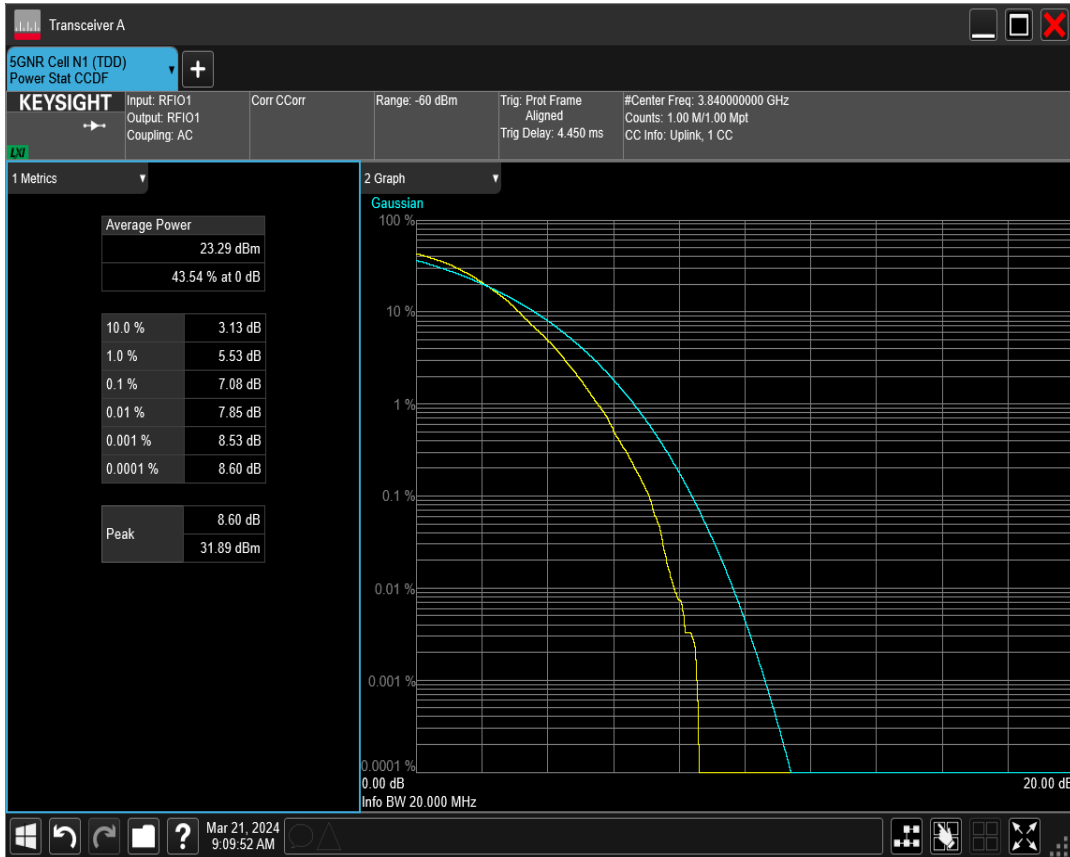 Transceiver A
5GNR Cell N1 (TDD)
Power Stat CCDF
+
KEYSIGHT
LXI
Input: RFIO1
Output: RFIO1
Coupling: AC
Corr CCorr
Range: -60 dBm
Trig: Prot Frame
Aligned
Trig Delay: 4.450 ms
#Center Freq: 3.840000000 GHz
Counts: 1.00 M/1.00 Mpt
CC Info: Uplink, 1 CC
1 Metrics
Average Power
23.29 dBm
43.54 % at 0 dB
10.0 % 3.13 dB
1.0 % 5.53 dB
0.1 % 7.08 dB
0.01 % 7.85 dB
0.001 % 8.53 dB
0.0001 % 8.60 dB
Peak
8.60 dB
31.89 dBm
2 Graph
Gaussian
100 %
10 %
1 %
0.1 %
0.01 %
0.001 %
0.0001 %
0.00 dB 20.00 dB
Info BW 20.000 MHz
?
Mar 21, 2024
9:09:52 AM